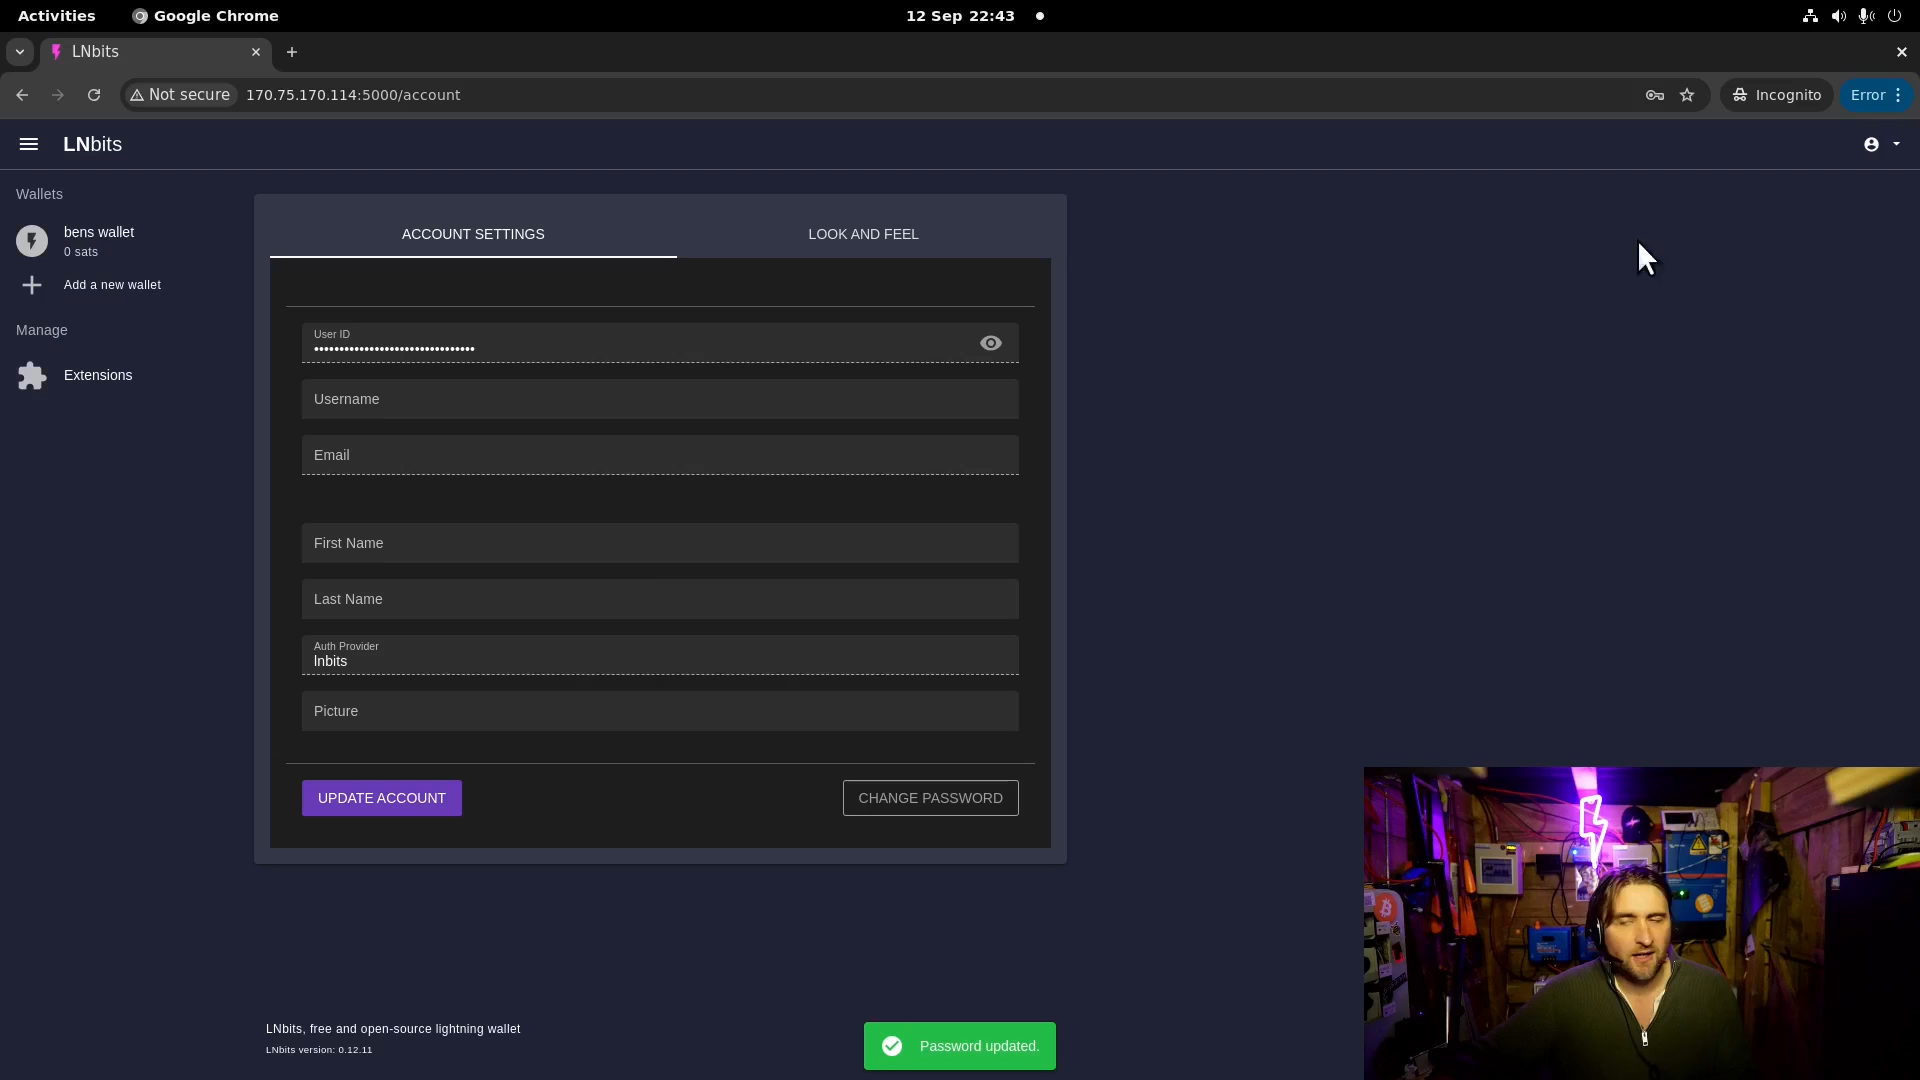 Activities
Google Chrome
12 Sep 22:43
LNbits
Not secure
170.75.170.114:5000/account
Incognito
Error
LNbits
Wallets
bens wallet
0 sats
Add a new wallet
Manage
Extensions
ACCOUNT SETTINGS
LOOK AND FEEL
User ID
••••••••••••••••••••••••••••••••
Username
Email
First Name
Last Name
Auth Provider
lnbits
Picture
UPDATE ACCOUNT
CHANGE PASSWORD
LNbits, free and open-source lightning wallet
LNbits version: 0.12.11
Password updated.